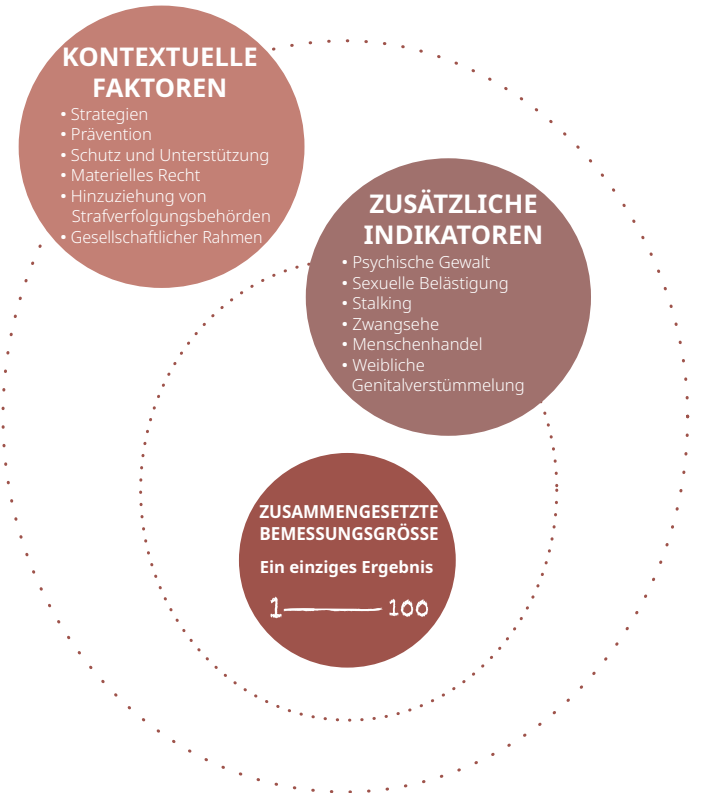 KONTEXTUELLE
FAKTOREN
• Strategien
• Prävention
• Schutz und Unterstützung
• Materielles Recht
• Hinzuziehung von
Strafverfolgungsbehörden
• Gesellschaftlicher Rahmen
ZUSÄTZLICHE
INDIKATOREN
• Psychische Gewalt
• Sexuelle Belästigung
• Stalking
• Zwangsehe
• Menschenhandel
• Weibliche
Genitalverstümmelung
ZUSAMMENGESETZTE
BEMESSUNGSGRÖSSE
Ein einziges Ergebnis
1 100